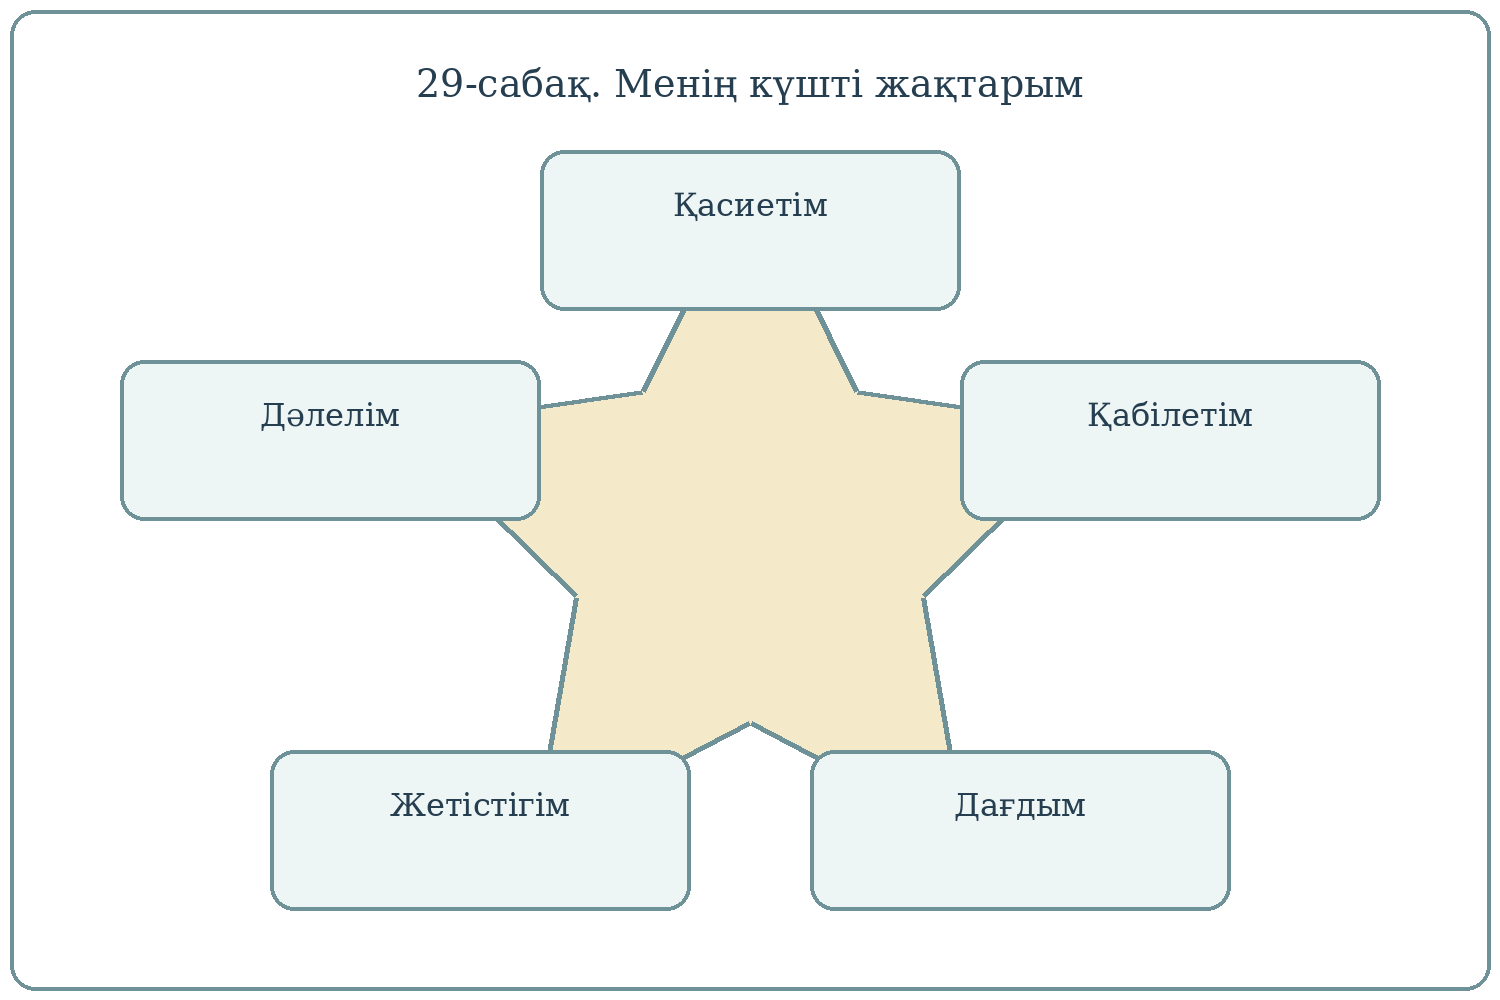 29-сабақ. Менің күшті жақтарым
Қасиетім
Дәлелім
Қабілетім
Жетістігім
Дағдым